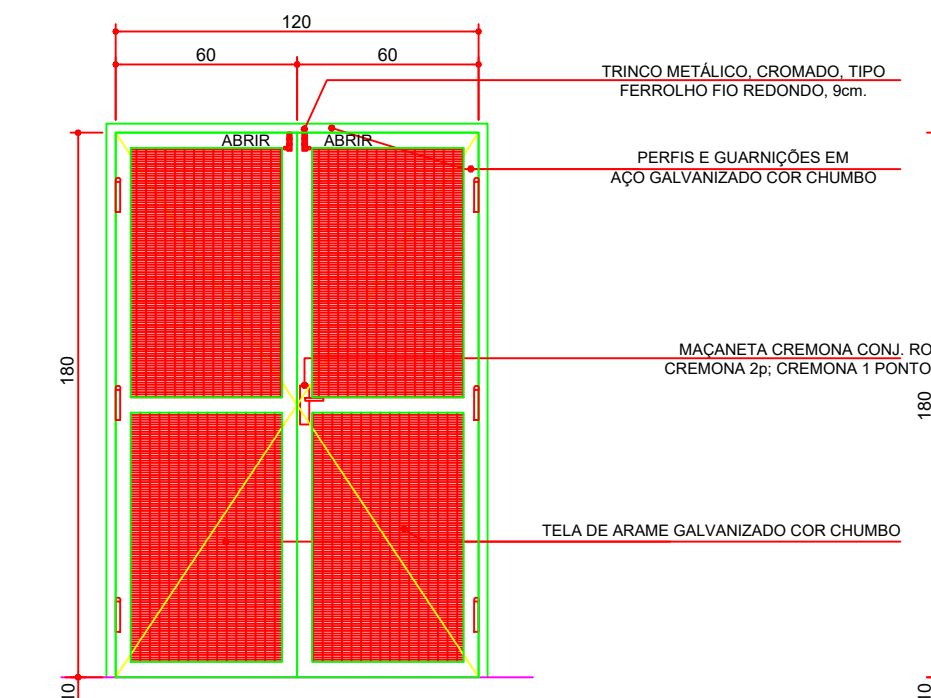 120
60
60
TRINCO METÁLICO, CROMADO, TIPO
FERROLHO FIO REDONDO, 9cm.
ABRIR
ABRIR
PERFIS E GUARNIÇÕES EM
AÇO GALVANIZADO COR CHUMBO
180
MAÇANETA CREMONA CONJ. RO
CREMONA 2p; CREMONA 1 PONTO
180
TELA DE ARAME GALVANIZADO COR CHUMBO
10
10